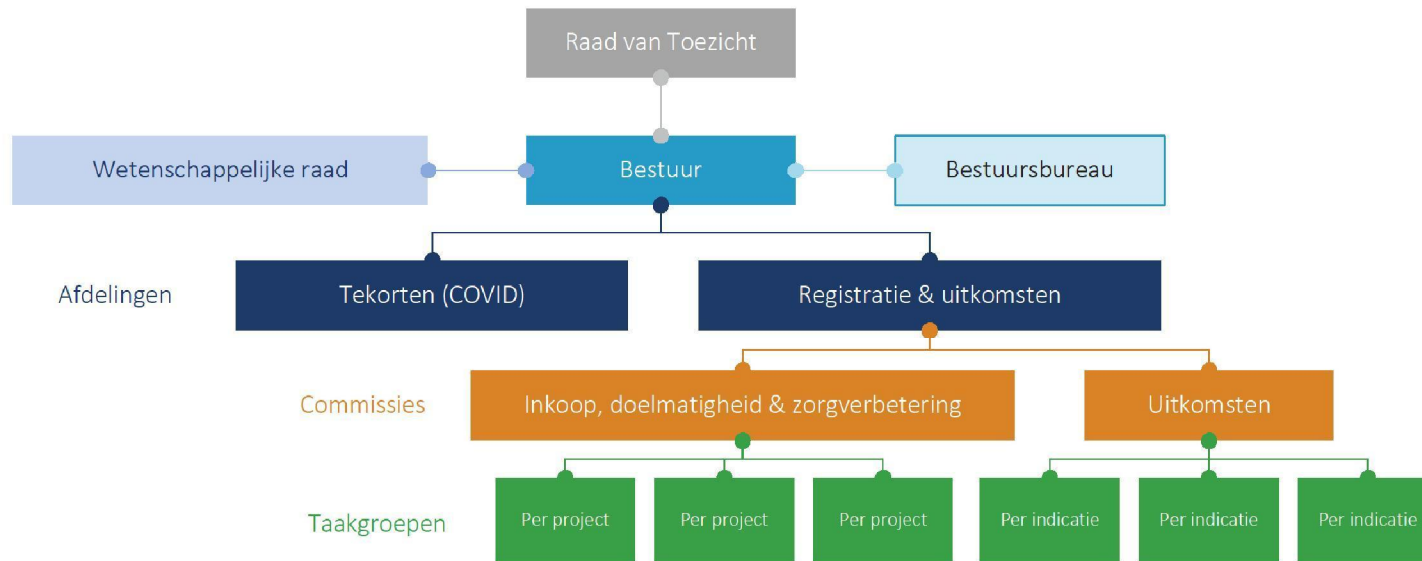 Raad van Toezicht
Wetenschappelijke raad
Bestuur
Bestuursbureau
Afdelingen
Tekorten (COVID)
Registratie & uitkomsten
Commissies
Inkoop, doelmatigheid & zorgverbetering
Uitkomsten
Taakgroepen
Per project
Per project
Per project
Per indicatie
Per indicatie
Per indicatie